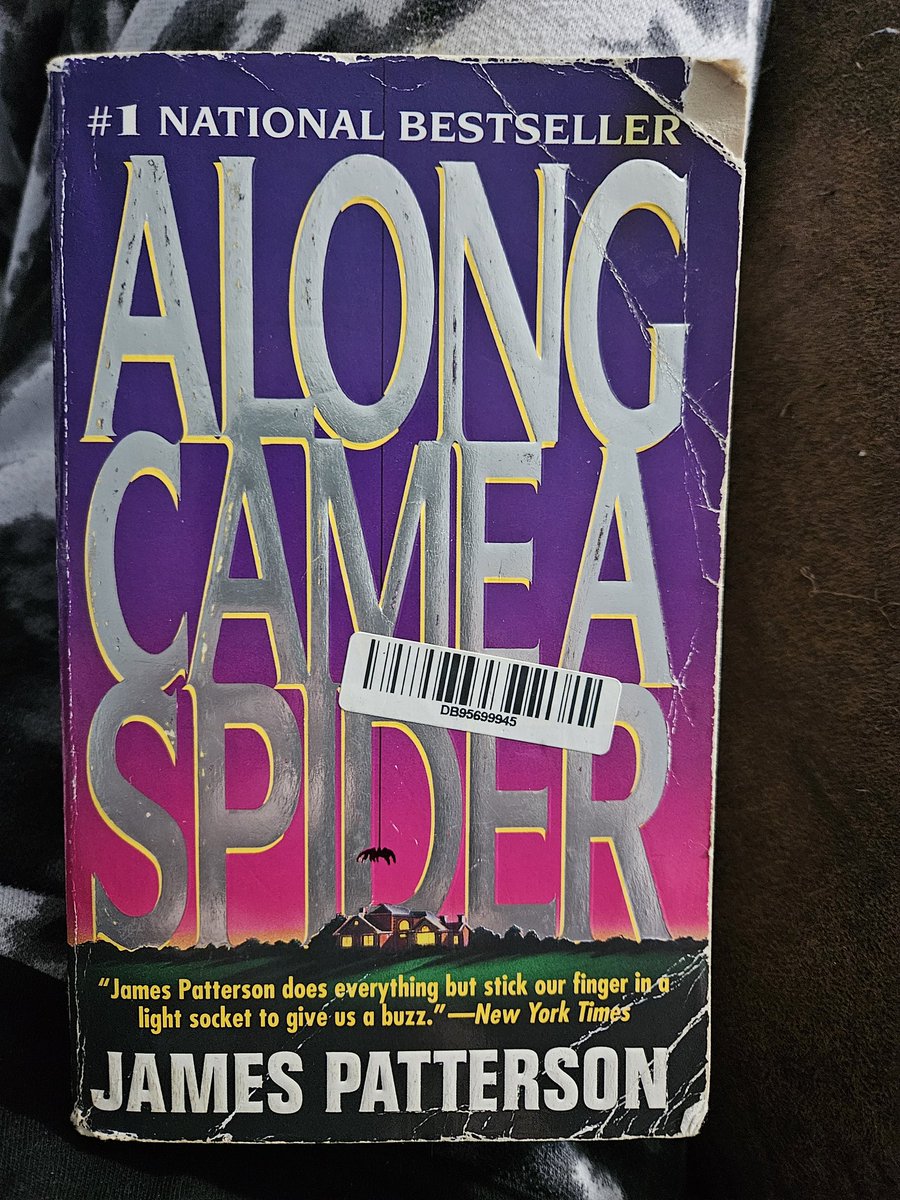 #1 NATIONAL BESTSELLER
ALONG
CAME A
SPIDER
DB95699945
“James Patterson does everything but stick our finger in a
light socket to give us a buzz.”—New York Times
JAMES PATTERSON